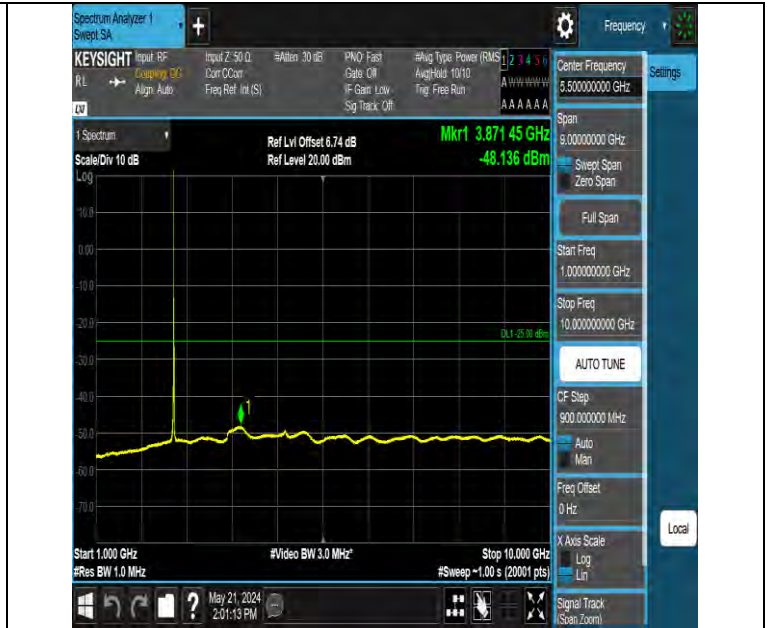 Spectrum Analyzer 1
Swept SA
+
Frequency
Settings
KEYSIGHT
RL
Input: RF
Coupling: DC
Align: Auto
Input Z: 50 Ω
Corr CCorr
Freq Ref: Int (S)
#Atten: 30 dB
PNO: Fast
Gate: Off
IF Gain: Low
Sig Track: Off
#Avg Type: Power (RMS
Avg|Hold: 10/10
Trig: Free Run
1 2 3 4 5 6
A W W W W W
A A A A A A
LXI
1 Spectrum
Scale/Div 10 dB
Log
Ref Lvl Offset 6.74 dB
Ref Level 20.00 dBm
Mkr1 3.871 45 GHz
-48.136 dBm
10.0
0.00
-10.0
-20.0
DL1 -25.00 dBm
-30.0
-40.0
1
-50.0
-60.0
-70.0
Start 1.000 GHz
#Res BW 1.0 MHz
#Video BW 3.0 MHz*
Stop 10.000 GHz
#Sweep ~1.00 s (20001 pts)
Center Frequency
5.500000000 GHz
Span
9.00000000 GHz
Swept Span
Zero Span
Full Span
Start Freq
1.000000000 GHz
Stop Freq
10.000000000 GHz
AUTO TUNE
CF Step
900.000000 MHz
Auto
Man
Freq Offset
0 Hz
X Axis Scale
Log
Lin
Signal Track
(Span Zoom)
Local
?
May 21, 2024
2:01:13 PM